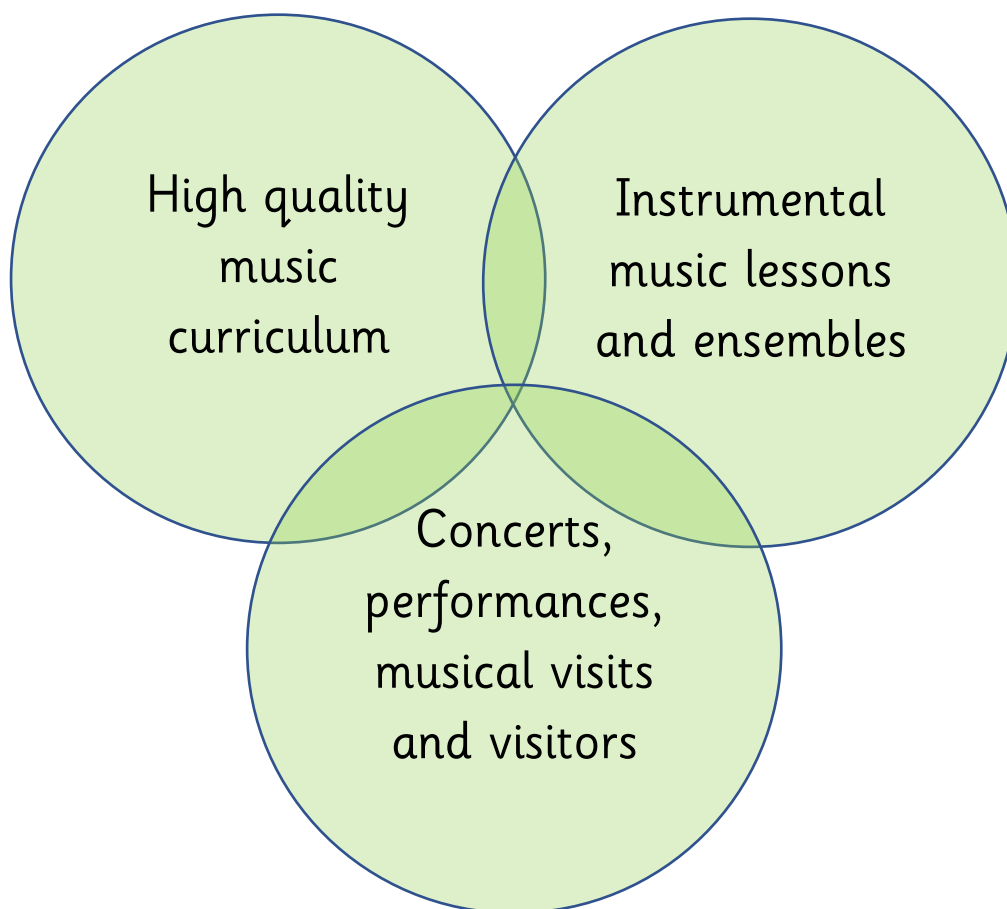 High quality
music
curriculum
Instrumental
music lessons
and ensembles
Concerts,
performances,
musical visits
and visitors